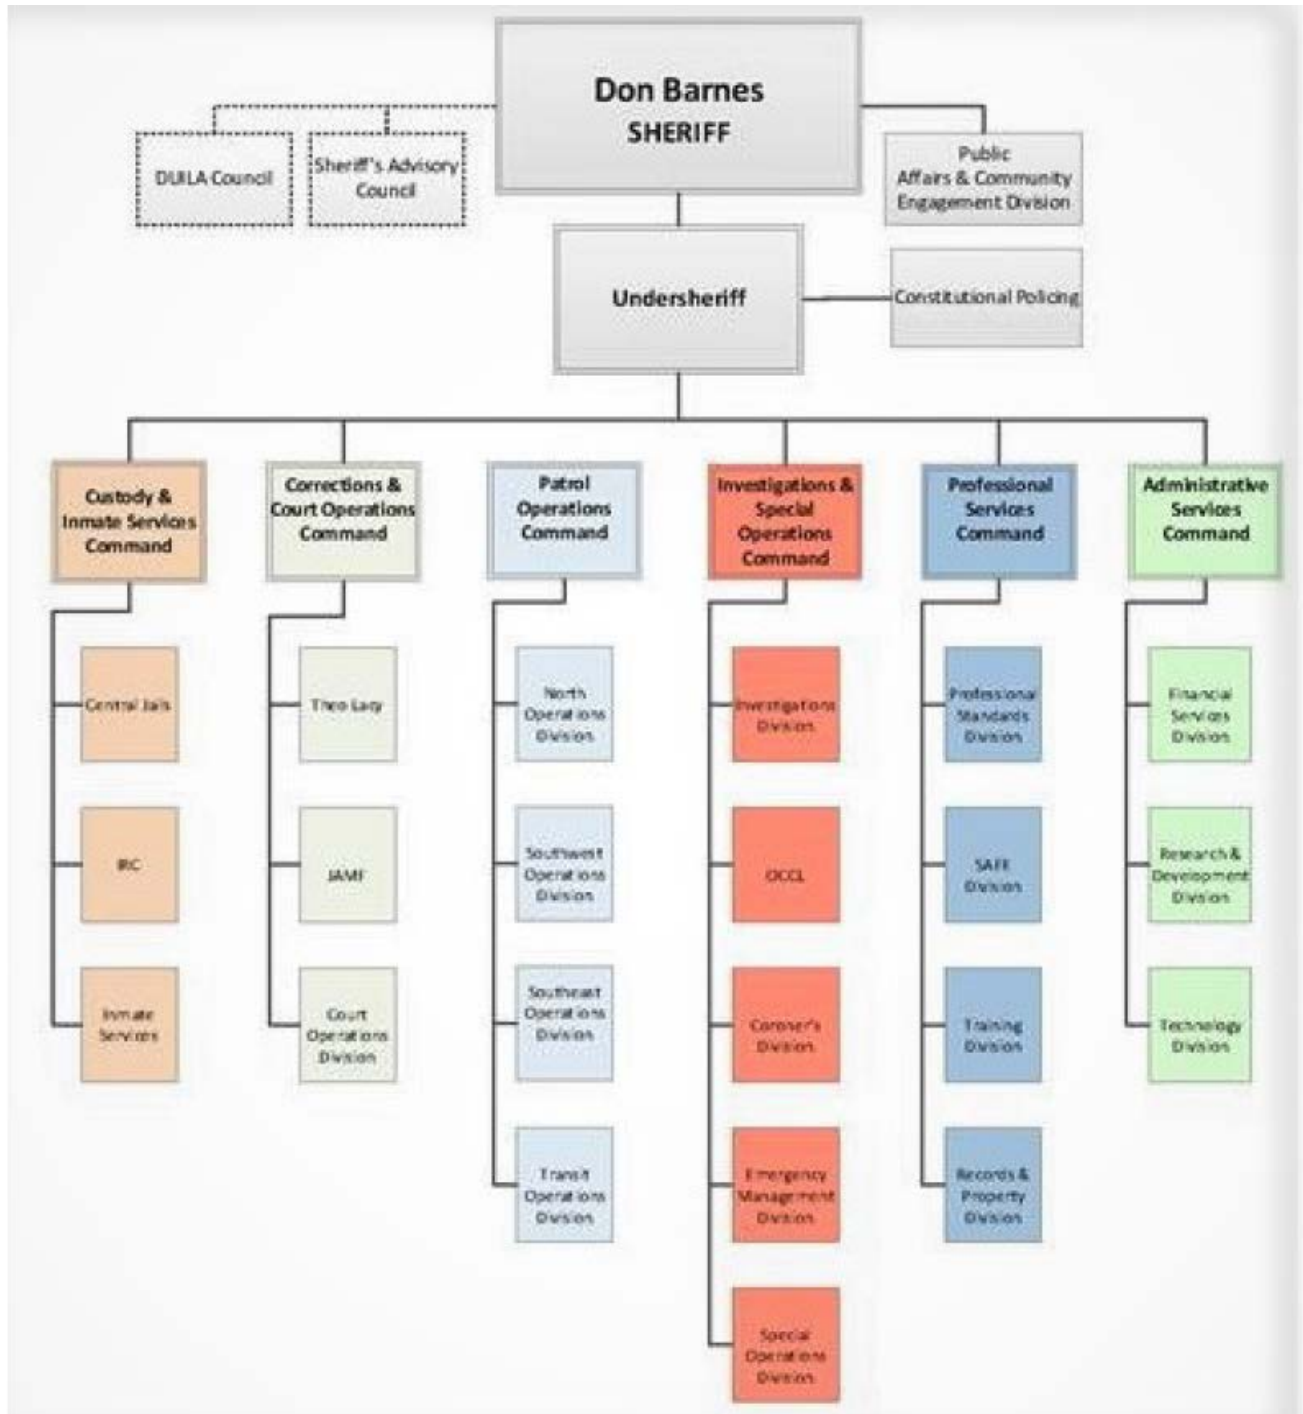 Don Barnes
SHERIFF
DUILA Council
Sheriff's Advisory
Council
Public
Affairs & Community
Engagement Division
Undersheriff
Constitutional Policing
Custody &
Inmate Services
Command
Corrections &
Court Operations
Command
Patrol
Operations
Command
Investigations &
Special
Operations
Command
Professional
Services
Command
Administrative
Services
Command
Central Jails
Theo Lacy
North
Operations
Division
Investigations
Division
Professional
Standards
Division
Financial
Services
Division
IRC
JAMF
Southwest
Operations
Division
OCCL
Division
Research &
Development
Division
Inmate
Services
Court
Operations
Division
Southeast
Operations
Division
Coroner's
Division
Training
Division
Technology
Division
Transit
Operations
Division
Emergency
Management
Division
Records &
Property
Division
Special
Operations
Division